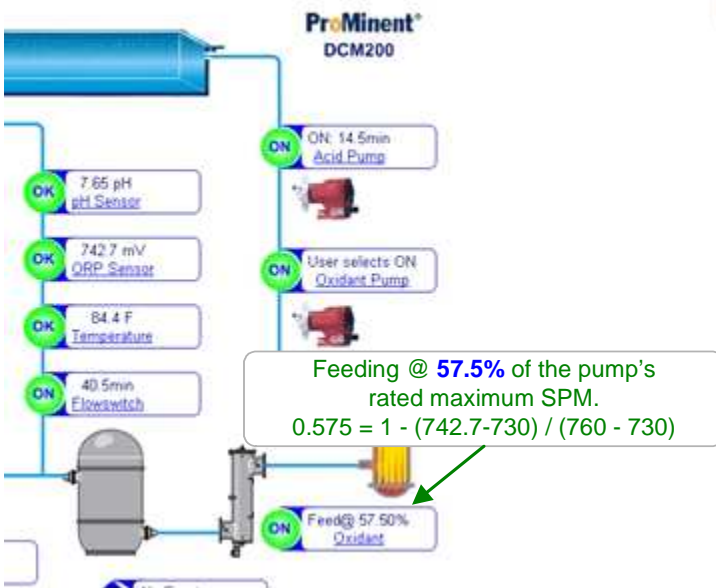 ProMinent®
DCM200
ON
ON: 14.5min
Acid Pump
OK
7.65 pH
pH Sensor
OK
742.7 mV
ORP Sensor
ON
User selects ON
Oxidant Pump
OK
84.4 F
Temperature
ON
40.5min
Flowswitch
Feeding @ 57.5% of the pump's
rated maximum SPM.
0.575 = 1 - (742.7-730) / (760 - 730)
ON
Feed@ 57.50%
Oxidant